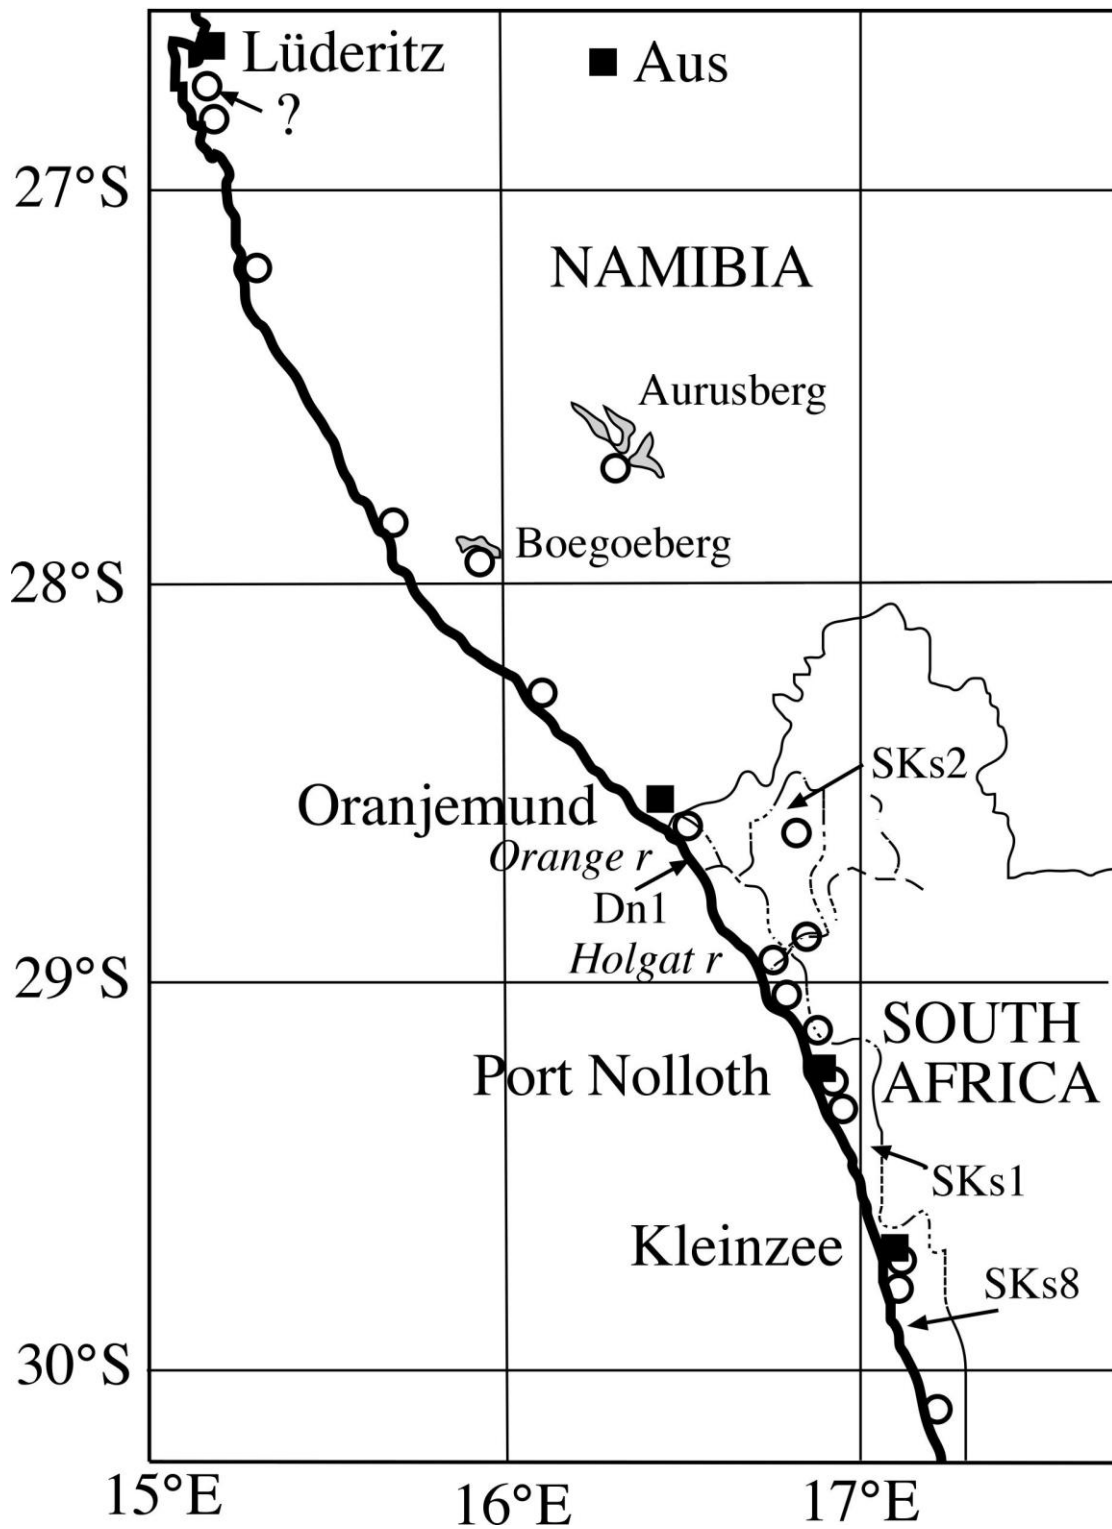 Lüderitz
Aus
?
27°S
NAMIBIA
Aurusberg
Boegoeberg
28°S
SKs2
Oranjemund
Orange r
Dn1
Holgat r
29°S
SOUTH
AFRICA
Port Nolloth
SKs1
Kleinzee
SKs8
30°S
15°E
16°E
17°E